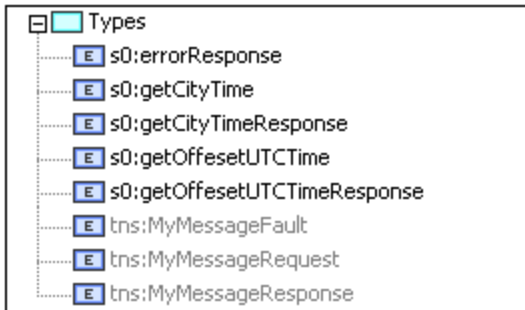 Types
E s0:errorResponse
E s0:getCityTime
E s0:getCityTimeResponse
E s0:getOffesetUTCTime
E s0:getOffesetUTCTimeResponse
E tns:MyMessageFault
E tns:MyMessageRequest
E tns:MyMessageResponse